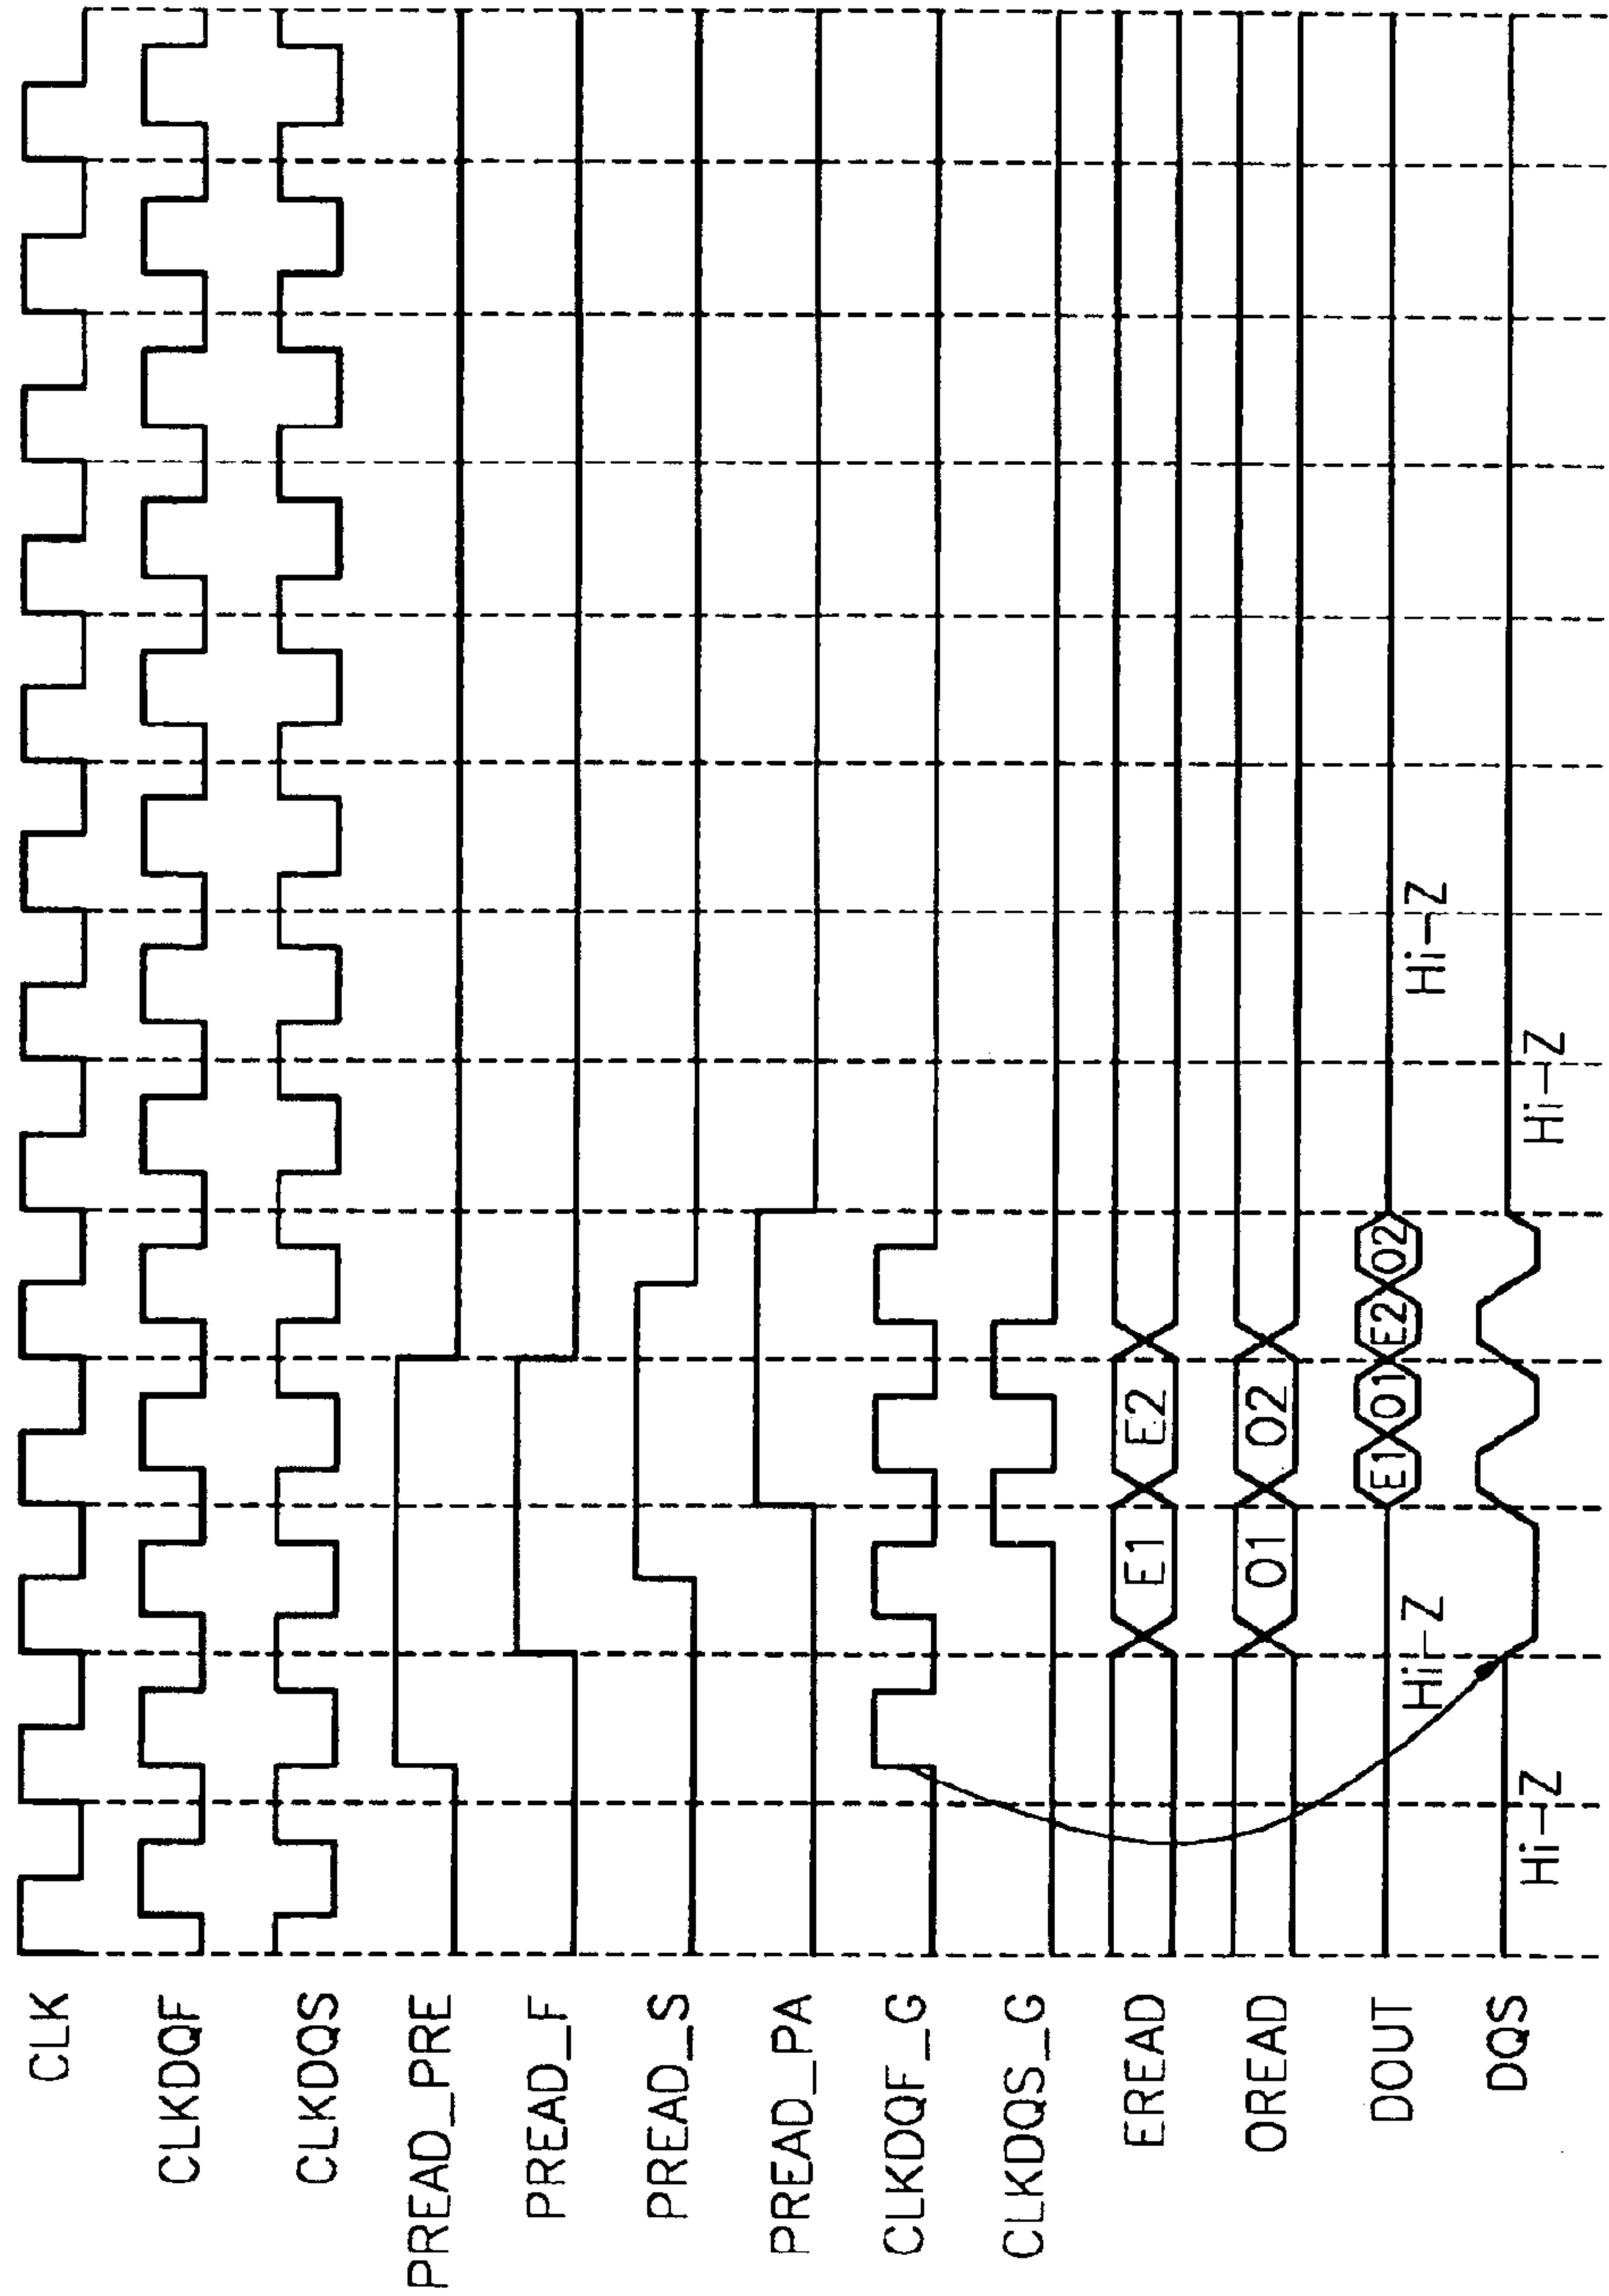 CLK
CLKDQF
CLKDQS
PREAD_PRE
PREAD_F
PREAD_S
PREAD_PA
CLKDQF_G
CLKDQS_G
EREAD E1 E2
OREAD O1 O2
DOUT Hi-Z E1 O1 E2 O2 Hi-Z
DQS Hi-Z Hi-Z